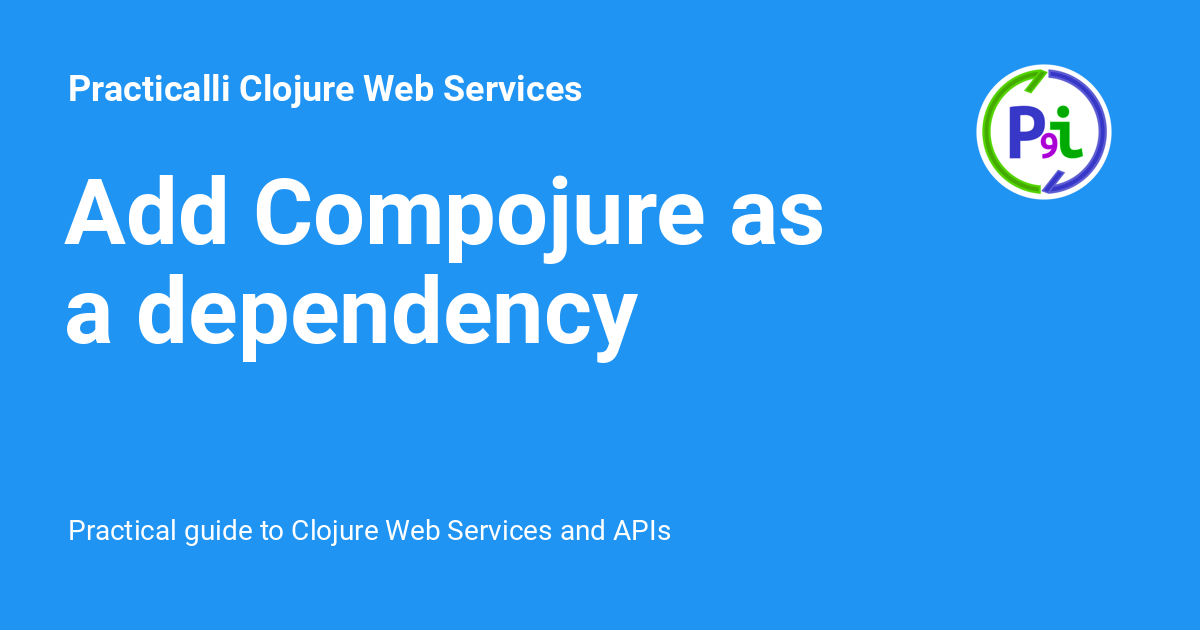 Practicalli Clojure Web Services
P9i
Add Compojure as
a dependency
Practical guide to Clojure Web Services and APIs